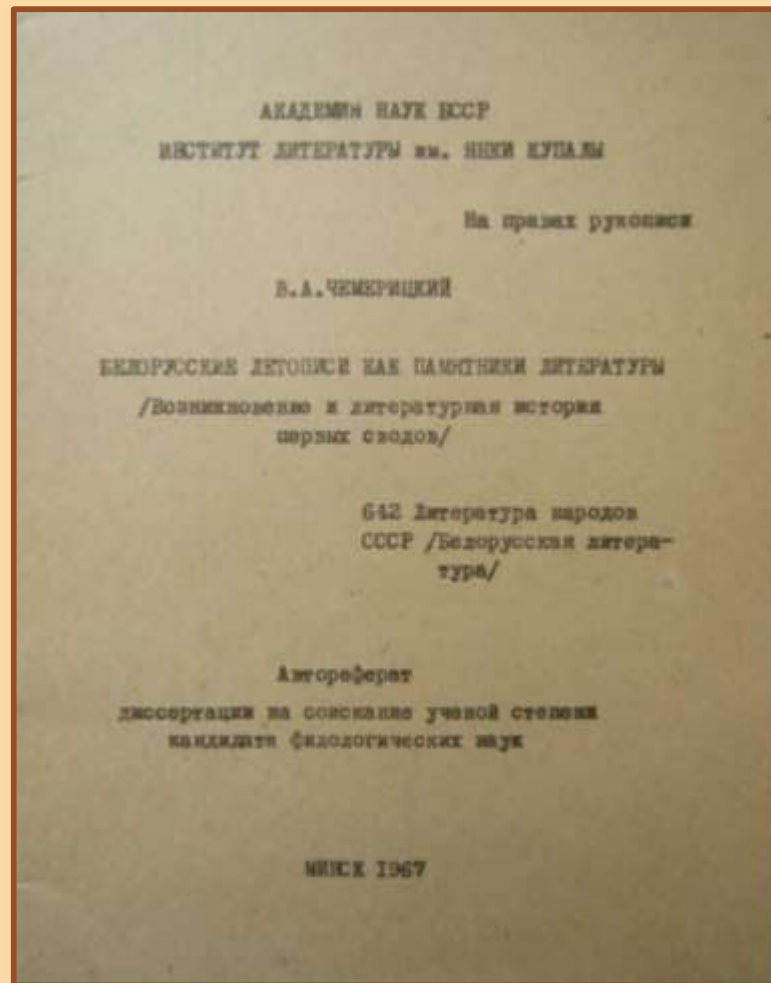 АКАДЕМИЯ НАУК БССР
ИНСТИТУТ ЛИТЕРАТУРЫ им. ЯНКИ КУПАЛЫ
На правах рукописи
В.А.ЧЕМЕРИЦКИЙ
БЕЛОРУССКИЕ ЛЕТОПИСИ КАК ПАМЯТНИКИ ЛИТЕРАТУРЫ
/Возникновение и литературная история
первых сводов/
642 Литература народов
СССР /Белорусская литера-
тура/
Автореферат
диссертации на соискание ученой степени
кандидата филологических наук
МИНСК 1967